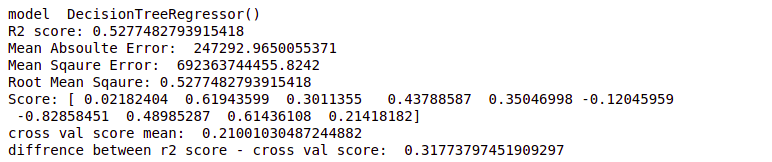 model  DecisionTreeRegressor()
R2 score: 0.5277482793915418
Mean Absoulte Error:  247292.9650055371
Mean Sqaure Error:  692363744455.8242
Root Mean Sqaure: 0.5277482793915418
Score: [ 0.02182404  0.61943599  0.3011355   0.43788587  0.35046998 -0.12045959
 -0.82858451  0.48985287  0.61436108  0.21418182]
cross val score mean:  0.21001030487244882
diffrence between r2 score - cross val score:  0.31773797451909297